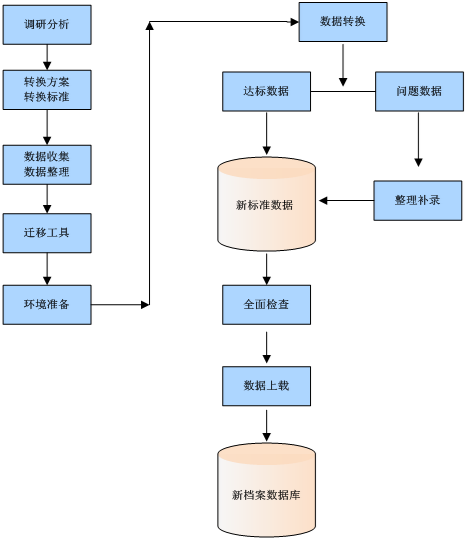 调研分析
转换方案
转换标准
数据收集
数据整理
迁移工具
环境准备
数据转换
达标数据
问题数据
新标准数据
整理补录
全面检查
数据上载
新档案数据库